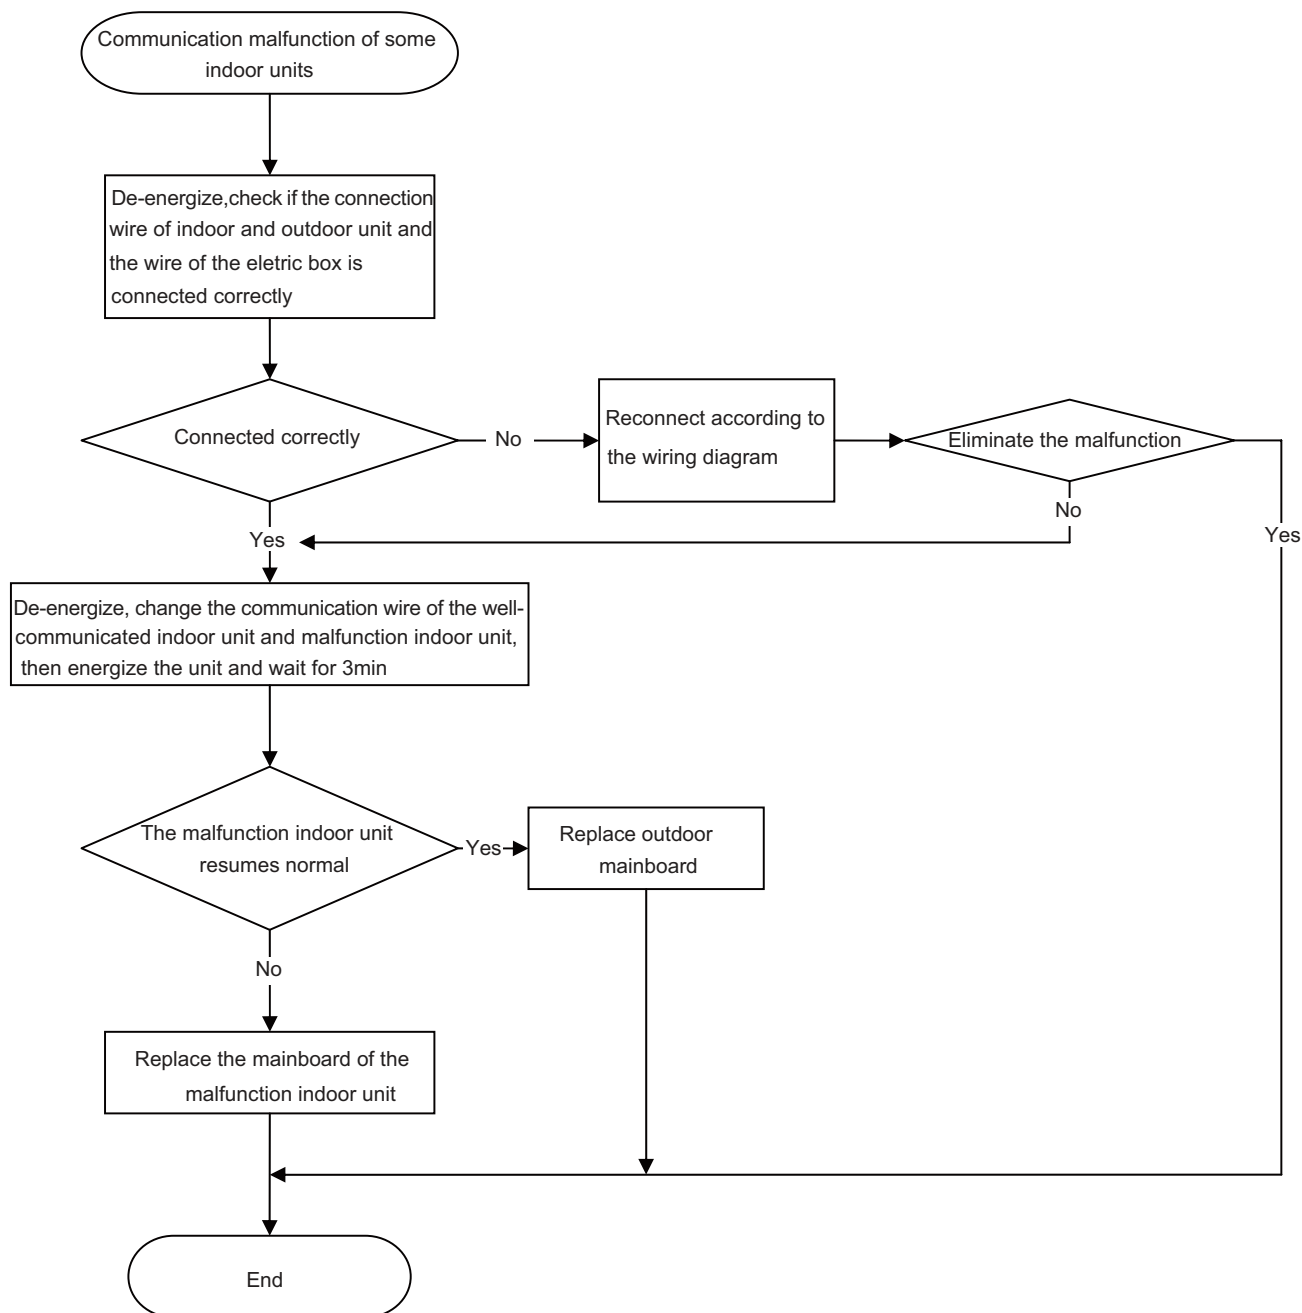 Communication malfunction of some
indoor units
De-energize,check if the connection
wire of indoor and outdoor unit and
the wire of the eletric box is
connected correctly
Connected correctly
No
Reconnect according to
the wiring diagram
Eliminate the malfunction
No
Yes
Yes
De-energize, change the communication wire of the well-
communicated indoor unit and malfunction indoor unit,
then energize the unit and wait for 3min
The malfunction indoor unit
resumes normal
Yes
Replace outdoor
mainboard
No
Replace the mainboard of the
malfunction indoor unit
End